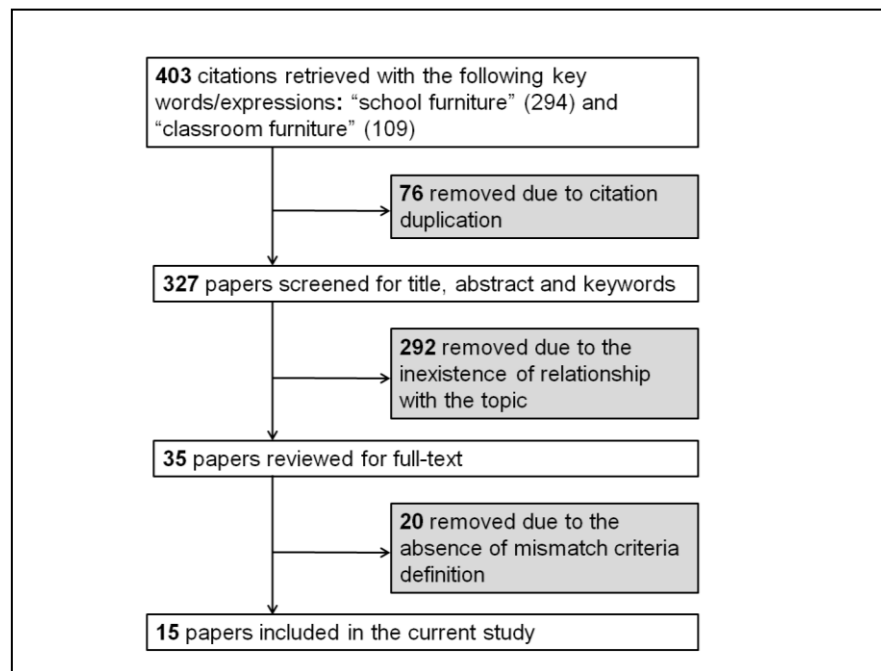 403 citations retrieved with the following key
words/expressions: “school furniture” (294) and
“classroom furniture” (109)
76 removed due to citation
duplication
327 papers screened for title, abstract and keywords
292 removed due to the
inexistence of relationship
with the topic
35 papers reviewed for full-text
20 removed due to the
absence of mismatch criteria
definition
15 papers included in the current study